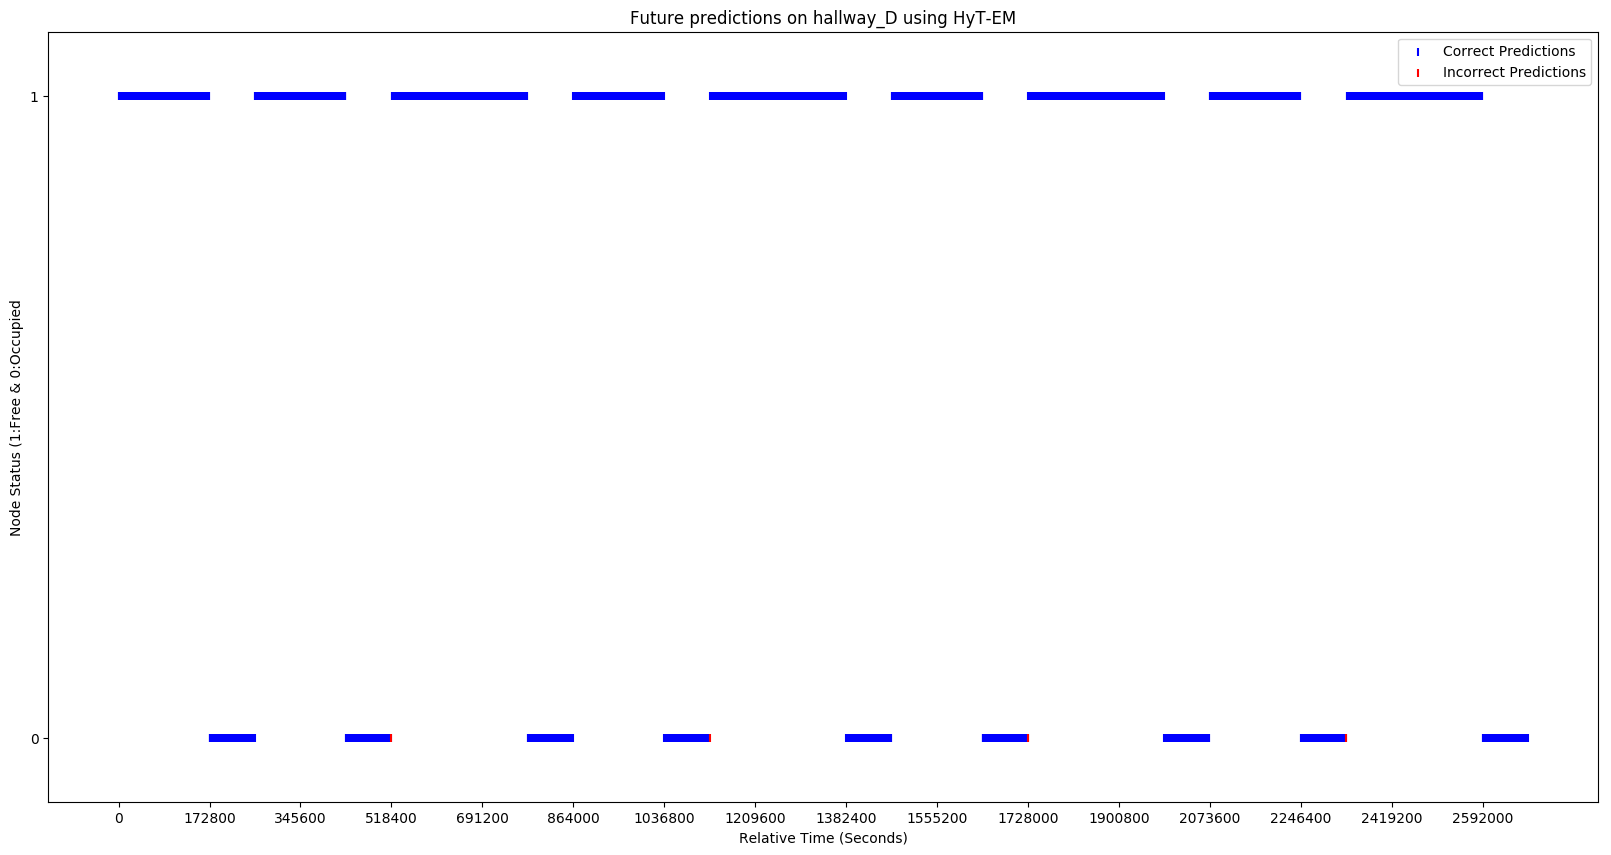 Future predictions on hallway_D using HyT-EM
Correct Predictions
Incorrect Predictions
Node Status (1:Free & 0:Occupied
1
0
0 172800 345600 518400 691200 864000 1036800 1209600 1382400 1555200 1728000 1900800 2073600 2246400 2419200 2592000
Relative Time (Seconds)